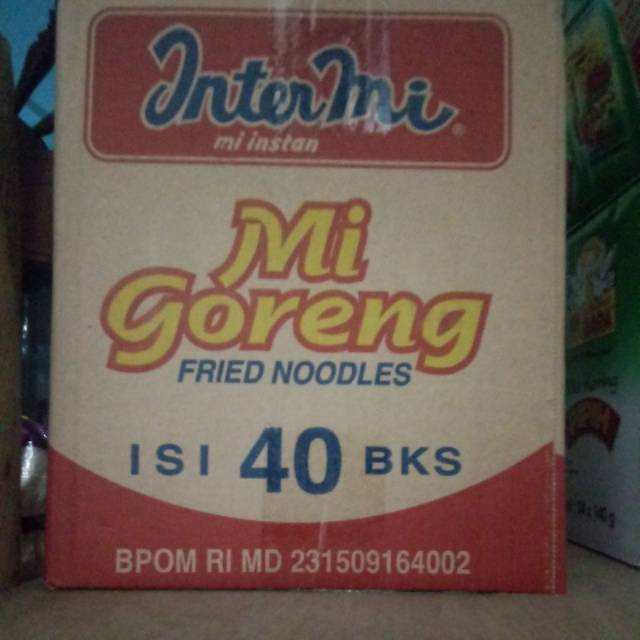 InterMi®
mi instan
Mi
Goreng
FRIED NOODLES
ISI 40 BKS
BPOM RI MD 231509164002